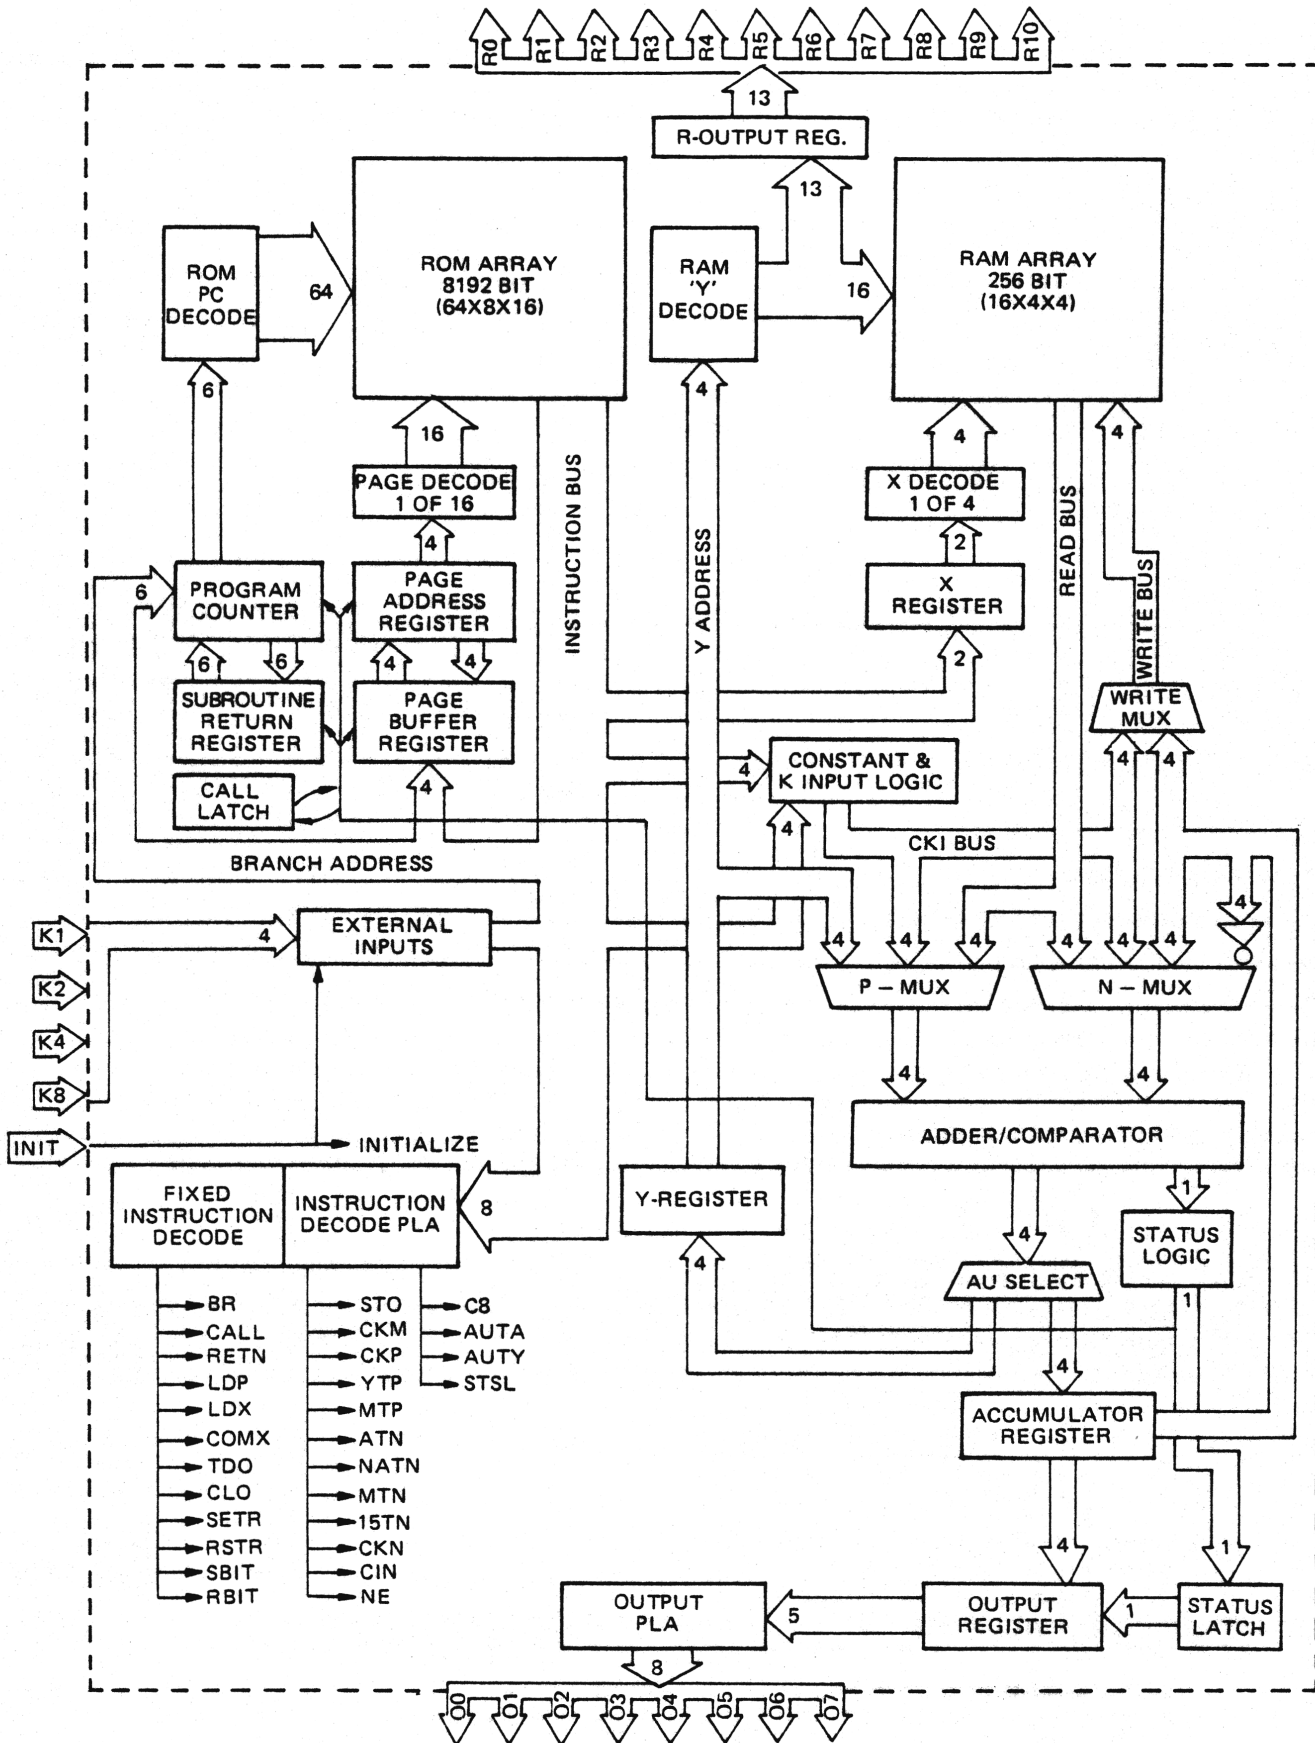 R0 R1 R2 R3 R4 R5 R6 R7 R8 R9 R10
13
R-OUTPUT REG.
13
ROM
PC
DECODE
64
ROM ARRAY
8192 BIT
(64X8X16)
RAM
'Y'
DECODE
16
RAM ARRAY
256 BIT
(16X4X4)
6
16
4
4
4
PAGE DECODE
1 OF 16
INSTRUCTION BUS
Y ADDRESS
X DECODE
1 OF 4
READ BUS
WRITE BUS
4
2
6
PROGRAM
COUNTER
PAGE
ADDRESS
REGISTER
X
REGISTER
6
6
4
4
2
SUBROUTINE
RETURN
REGISTER
PAGE
BUFFER
REGISTER
WRITE
MUX
4
4
4
CONSTANT &
K INPUT LOGIC
CALL
LATCH
4
4
CKI BUS
BRANCH ADDRESS
K1
4
EXTERNAL
INPUTS
4
4
4
4
4
4
4
K2
P – MUX
N – MUX
K4
K8
4
4
INIT
INITIALIZE
ADDER/COMPARATOR
FIXED
INSTRUCTION
DECODE
INSTRUCTION
DECODE PLA
8
Y-REGISTER
1
STATUS
LOGIC
4
4
AU SELECT
1
BR
CALL
RETN
LDP
LDX
COMX
TDO
CLO
SETR
RSTR
SBIT
RBIT
STO
CKM
CKP
YTP
MTP
ATN
NATN
MTN
15TN
CKN
CIN
NE
C8
AUTA
AUTY
STSL
4
ACCUMULATOR
REGISTER
4
1
OUTPUT
PLA
5
OUTPUT
REGISTER
1
STATUS
LATCH
8
O0 O1 O2 O3 O4 O5 O6 O7